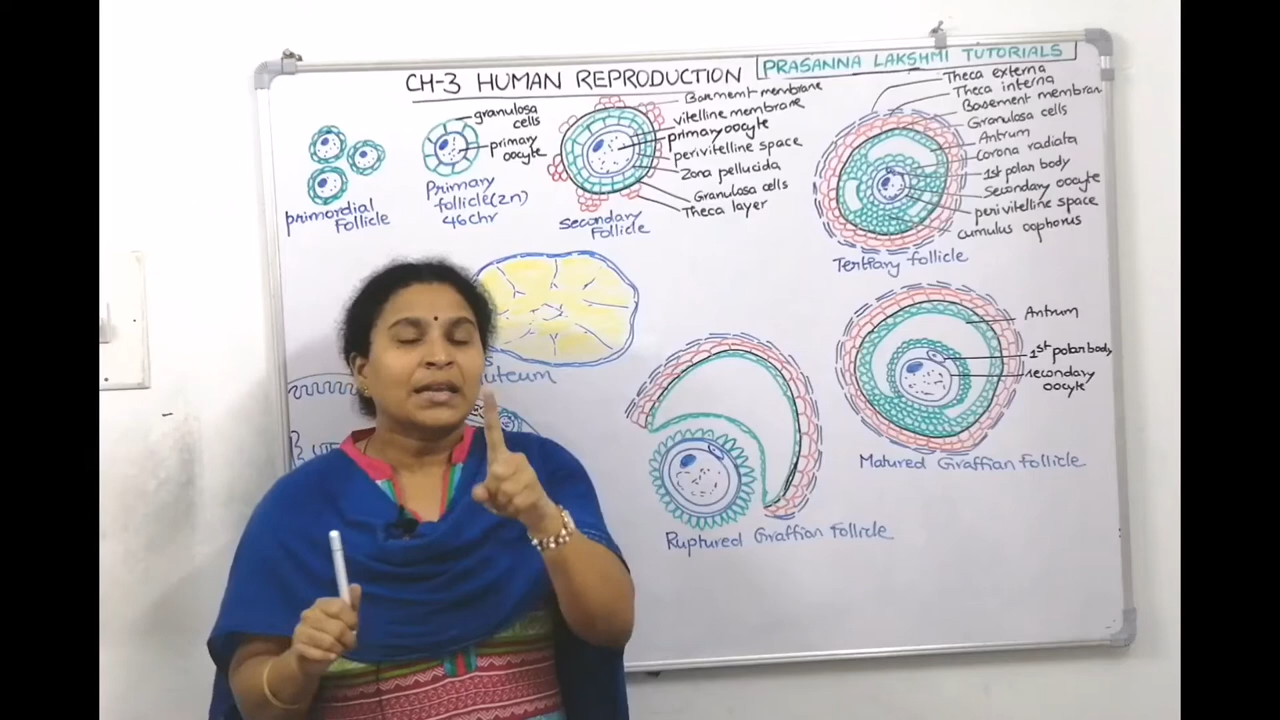 CH-3 HUMAN REPRODUCTION
PRASANNA LAKSHMI TUTORIALS
granulosa
cells
primary
oocyte
primordial
Follicle
Primary
follicle(2n)
46chr
Basement membrane
vitelline membrane
primary oocyte
perivitelline space
Zona pellucida
Granulosa cells
Theca layer
Secondary
Follicle
Theca externa
Theca interna
Basement membran
Granulosa cells
Antrum
Corona radiata
1st polar body
Secondary oocyte
perivitelline space
cumulus oophorus
Tertiary follicle
uteum
Antrum
1st polar body
secondary
oocyte
Matured Graffian Follicle
Ruptured Graffian Follicle